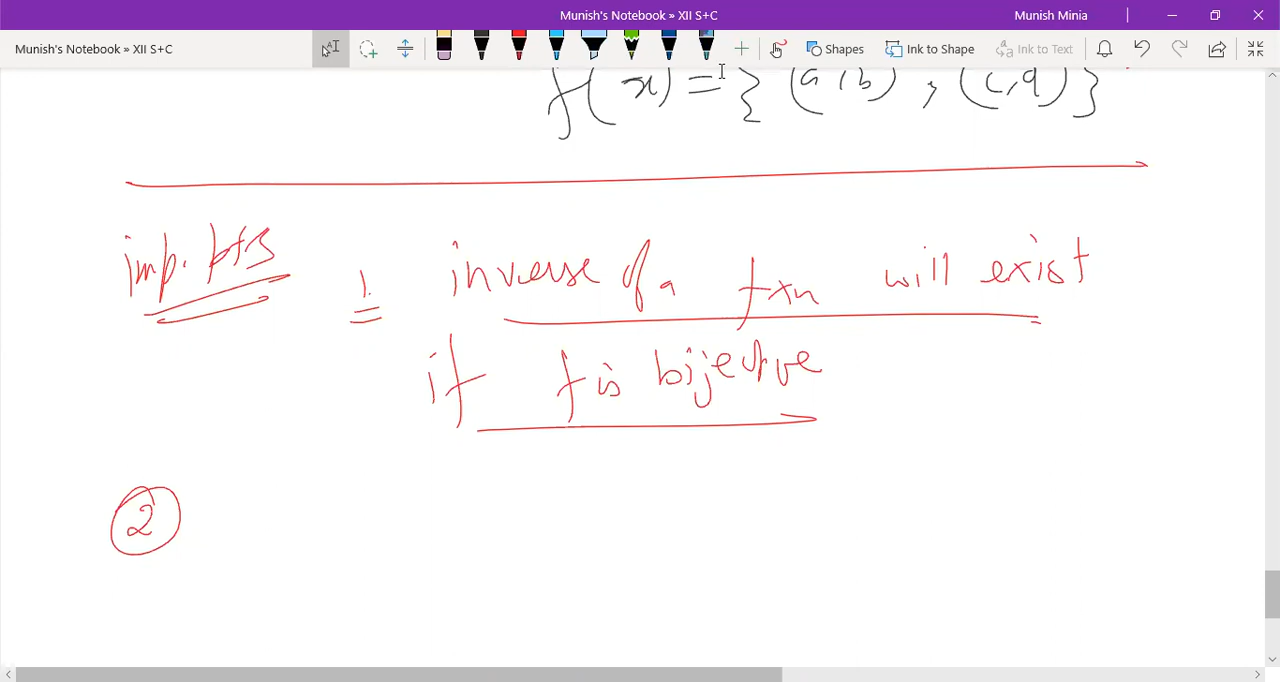 Munish's Notebook » XII S+C
Munish Minia
Munish's Notebook » XII S+C
Shapes
Ink to Shape
Ink to Text
f(x) = { (a,b) , (c,d) }
imp. pts
1. inverse of a fxn will exist
if f is bijective
2